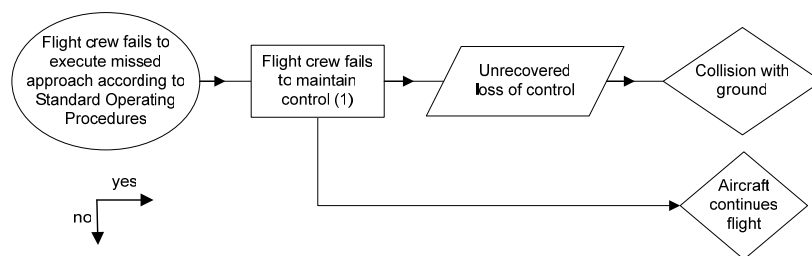 Flight crew fails to
execute missed
approach according to
Standard Operating
Procedures
Flight crew fails
to maintain
control (1)
Unrecovered
loss of control
Collision with
ground
yes
no
Aircraft
continues
flight